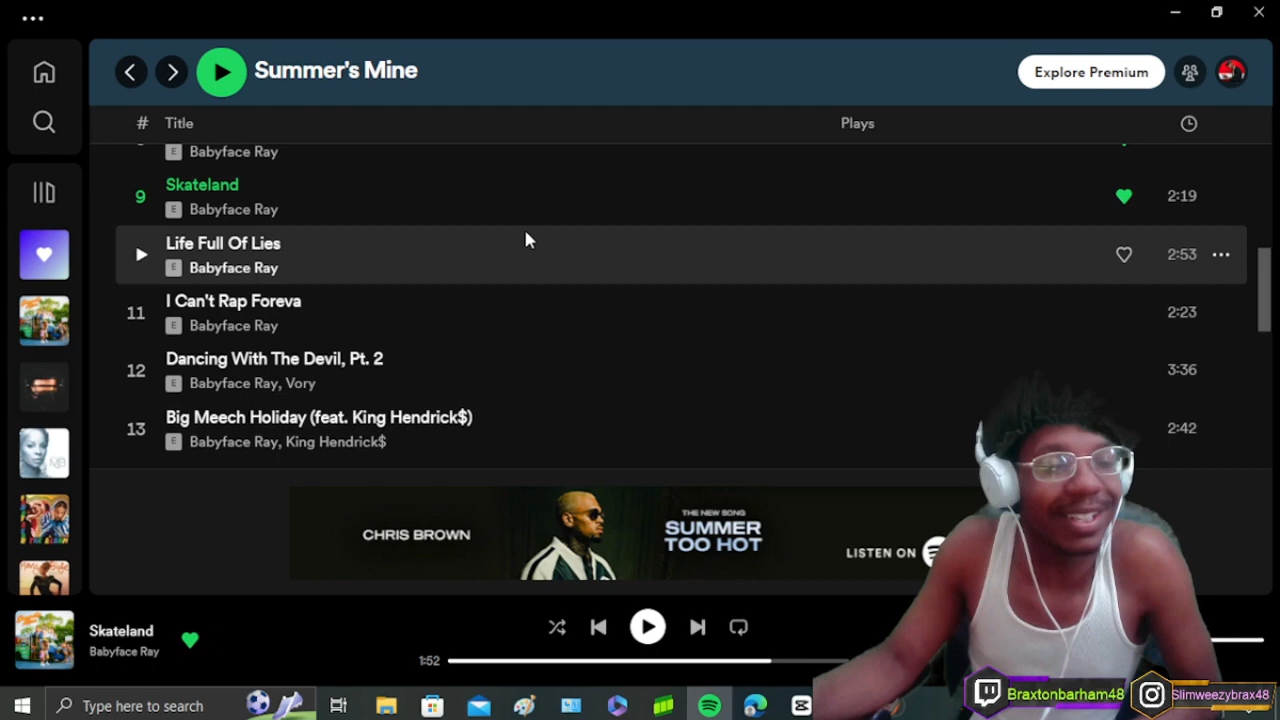 Summer's Mine
Explore Premium
# Title Plays
E Babyface Ray
9 Skateland 2:19
E Babyface Ray
Life Full Of Lies 2:53
E Babyface Ray
11 I Can't Rap Foreva 2:23
E Babyface Ray
12 Dancing With The Devil, Pt. 2 3:36
E Babyface Ray, Vory
13 Big Meech Holiday (feat. King Hendrick$) 2:42
E Babyface Ray, King Hendrick$
CHRIS BROWN
THE NEW SONG
SUMMER
TOO HOT
LISTEN ON
Skateland
Babyface Ray
1:52
Type here to search
Braxtonbarham48
Slimweezybrax48